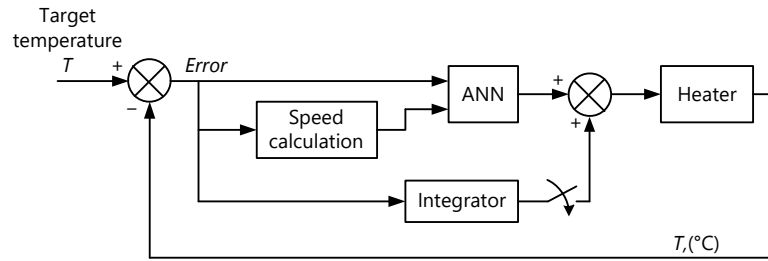 Target
temperature
T
+
Error
−
Speed
calculation
ANN
+
+
Heater
Integrator
T,(°C)